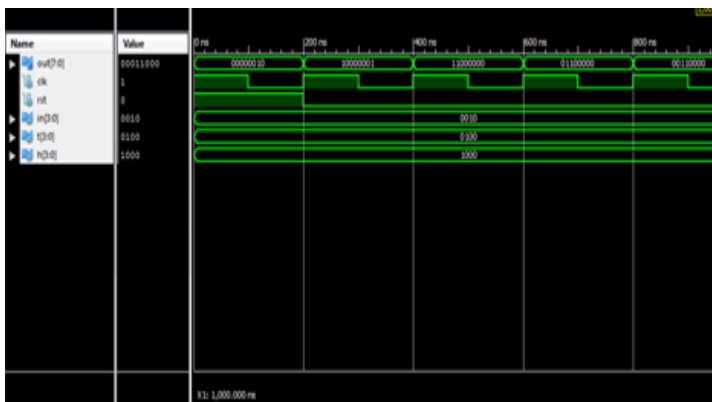 Name Value 0 ns 200 ns 400 ns 600 ns 800 ns
out[7:0] 00011000 00000010 10000001 11000000 01100000 00110000
clk 1
0
in[3:0] 0010 0010
t[3:0] 0100 0100
h[3:0] 1000 1000
X1: 1,000.000 ns